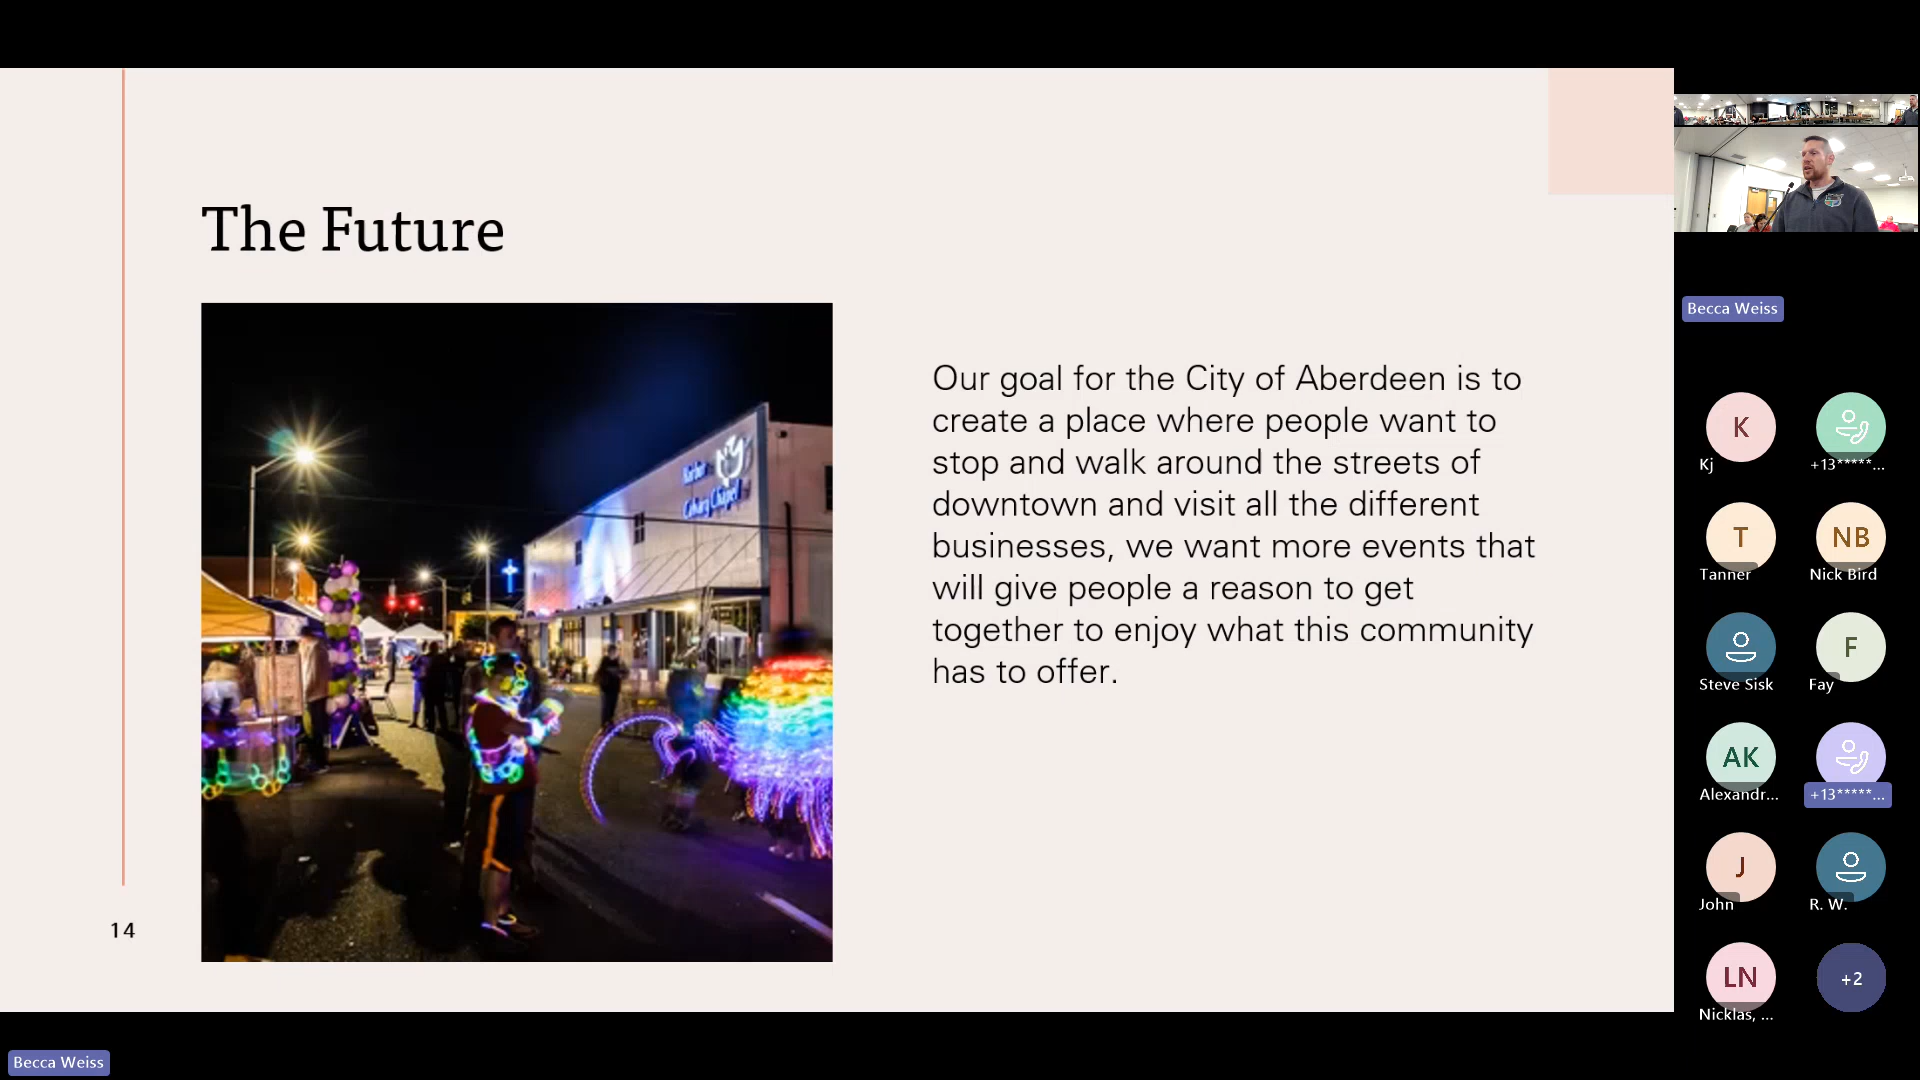 The Future
Harbor
Calvary Chapel
Our goal for the City of Aberdeen is to
create a place where people want to
stop and walk around the streets of
downtown and visit all the different
businesses, we want more events that
will give people a reason to get
together to enjoy what this community
has to offer.
14
Becca Weiss
Becca Weiss
K
Kj
+13*****...
T
Tanner
NB
Nick Bird
Steve Sisk
F
Fay
AK
Alexandr...
+13*****...
J
John
R. W.
LN
Nicklas, ...
+2